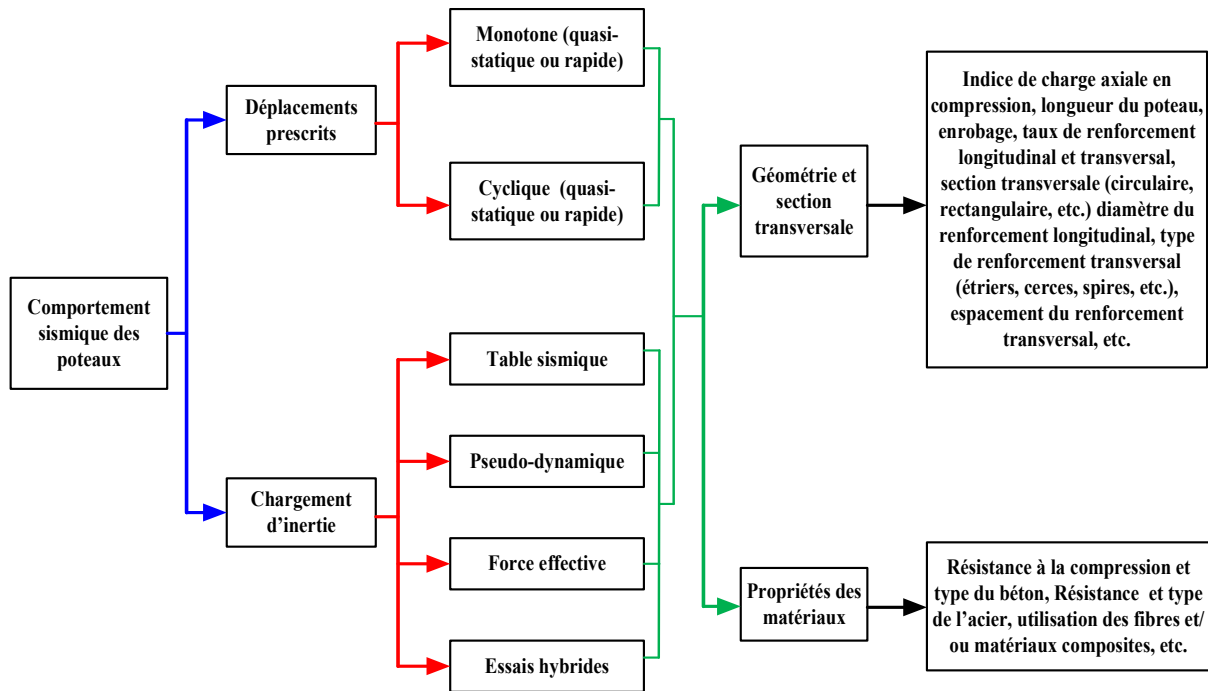 Monotone (quasi-
statique ou rapide)
Déplacements
prescrits
Cyclique (quasi-
statique ou rapide)
Comportement
sismique des
poteaux
Table sismique
Pseudo-dynamique
Chargement
d’inertie
Force effective
Essais hybrides
Géométrie et
section
transversale
Indice de charge axiale en
compression, longueur du poteau,
enrobage, taux de renforcement
longitudinal et transversal,
section transversale (circulaire,
rectangulaire, etc.) diamètre du
renforcement longitudinal, type
de renforcement transversal
(étriers, cerces, spires, etc.),
espacement du renforcement
transversal, etc.
Propriétés des
matériaux
Résistance à la compression et
type du béton, Résistance et type
de l’acier, utilisation des fibres et/
ou matériaux composites, etc.